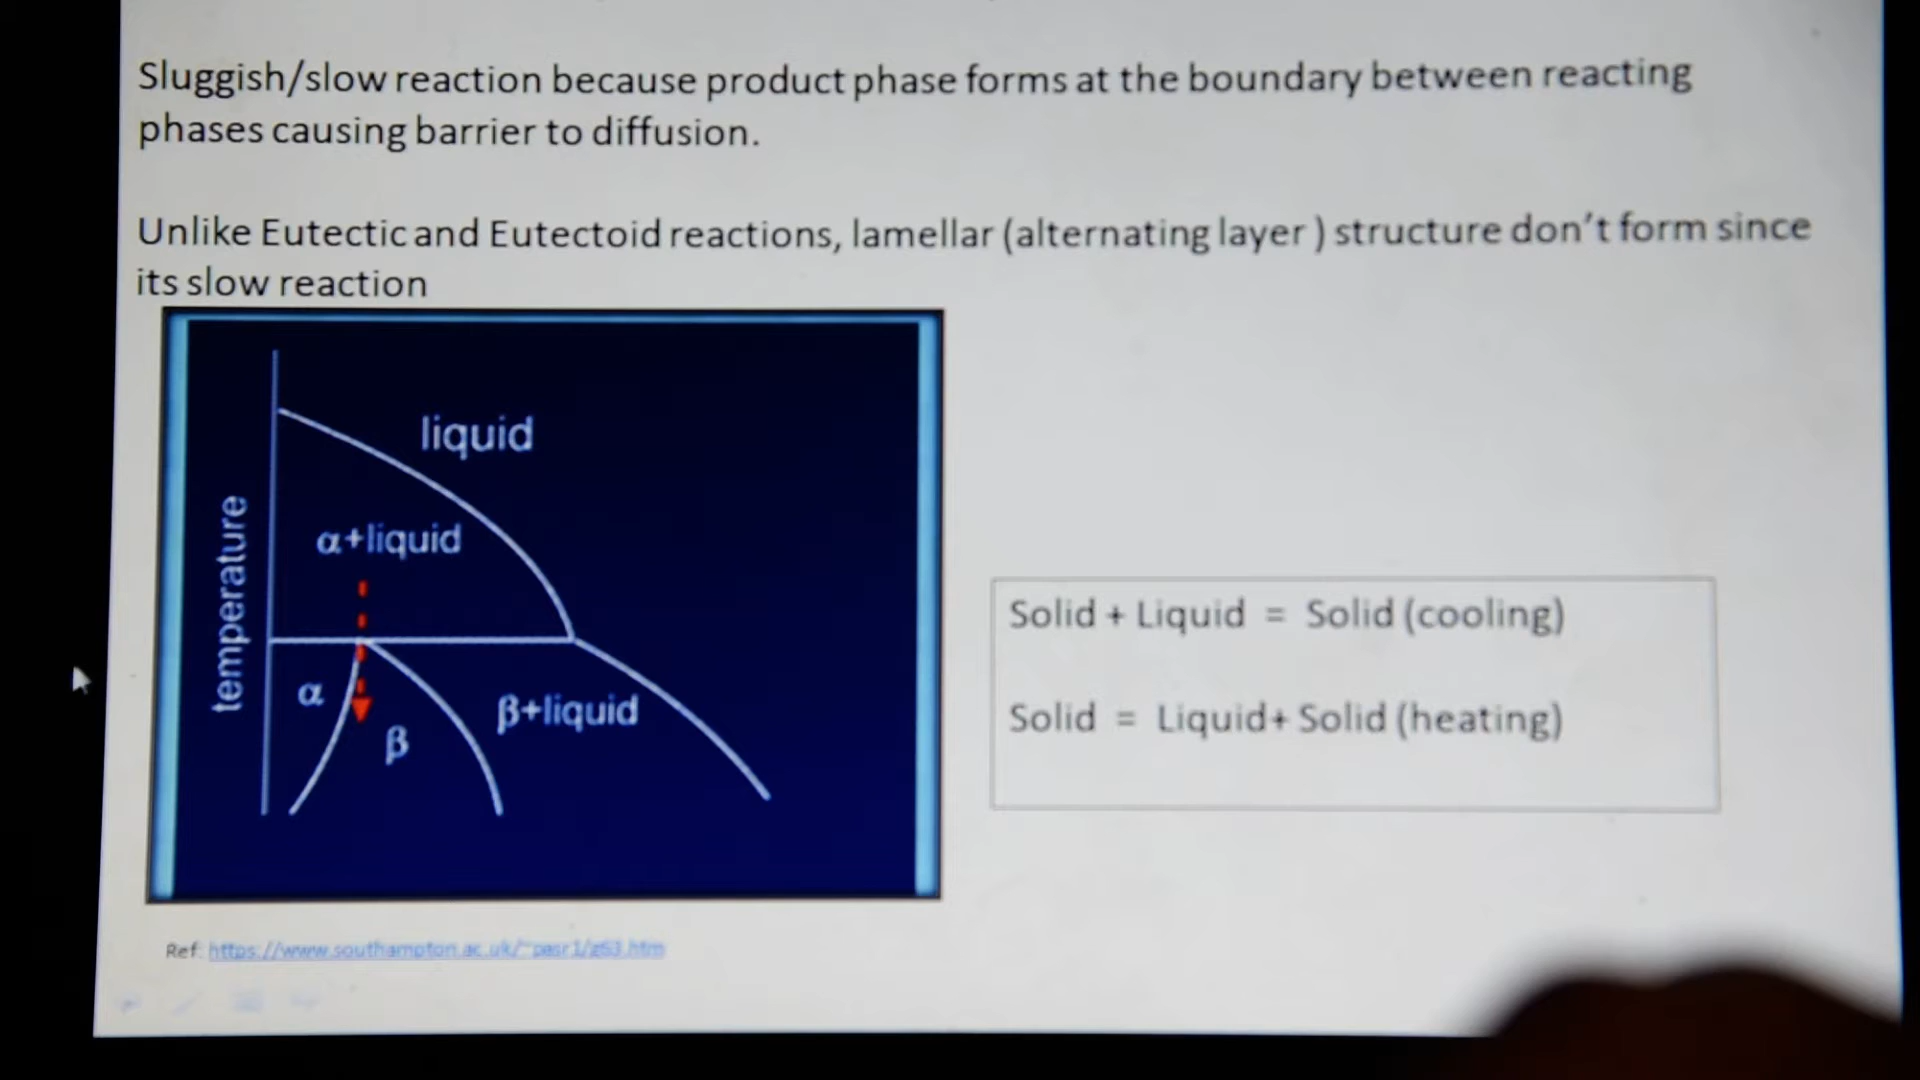 Sluggish/slow reaction because product phase forms at the boundary between reacting
phases causing barrier to diffusion.
Unlike Eutectic and Eutectoid reactions, lamellar (alternating layer ) structure don't form since
its slow reaction
liquid
α+liquid
temperature
α
β
β+liquid
Solid + Liquid = Solid (cooling)
Solid = Liquid+ Solid (heating)
Ref: https://www.southampton.ac.uk/~pasr1/